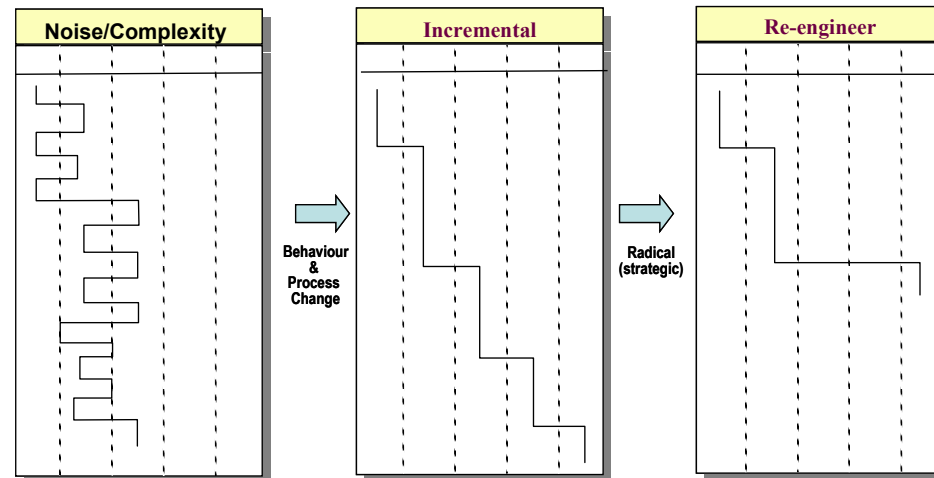 Noise/Complexity
Incremental
Re-engineer
Behaviour
&
Process
Change
Radical
(strategic)